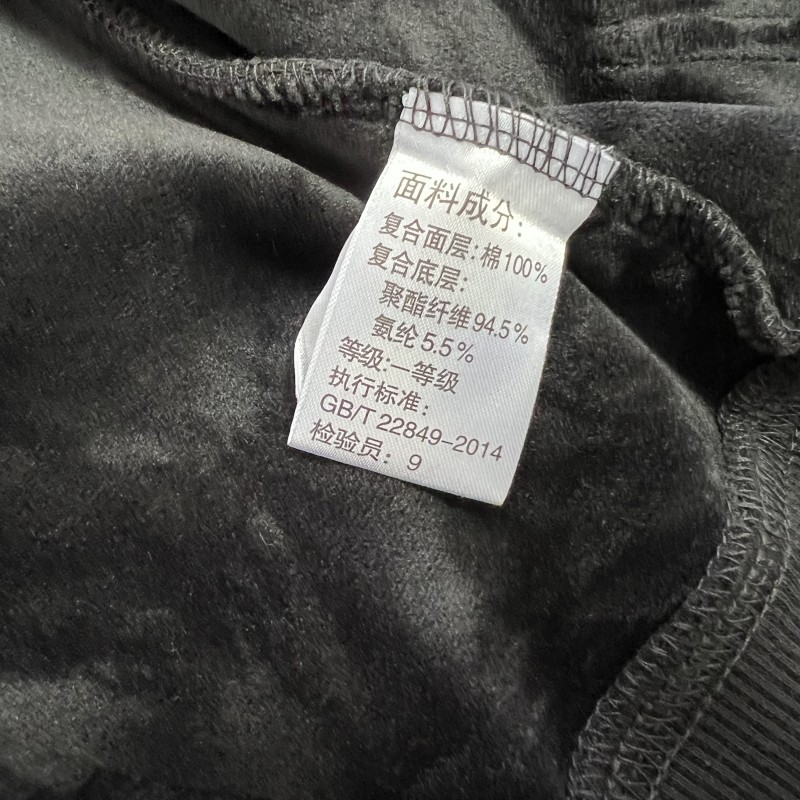 面料成分：
复合面层：棉100%
复合底层：
聚酯纤维94.5%
氨纶5.5%
等级：一等级
执行标准：
GB/T 22849-2014
检验员：9